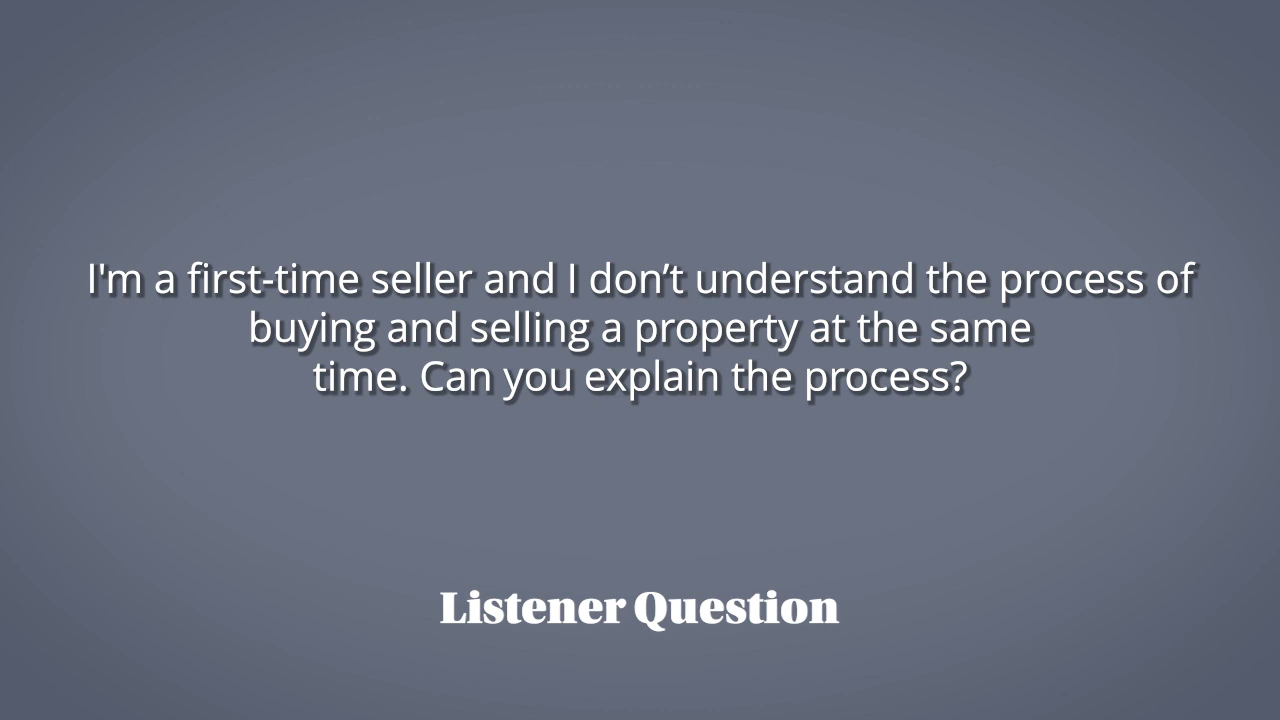 I'm a first-time seller and I don’t understand the process of
buying and selling a property at the same
time. Can you explain the process?
Listener Question